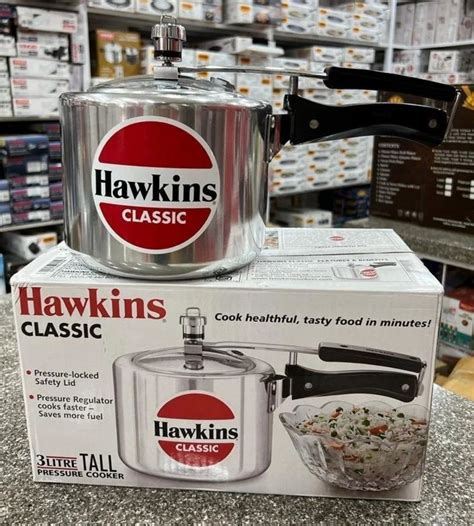 Hawkins
CLASSIC
Hawkins
CLASSIC
Cook healthful, tasty food in minutes!
• Pressure-locked
Safety Lid
• Pressure Regulator
cooks faster –
Saves more fuel
Hawkins
CLASSIC
3 LITRE TALL
PRESSURE COOKER
CONTENTS